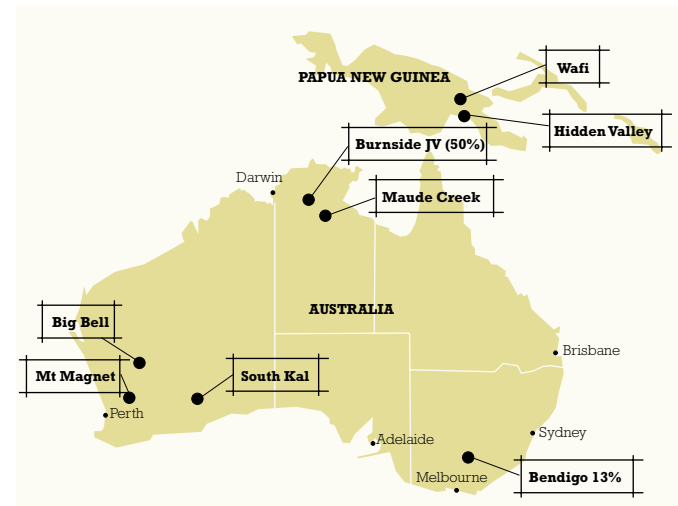 Wafi
PAPUA NEW GUINEA
Hidden Valley
Burnside JV (50%)
Darwin
Maude Creek
AUSTRALIA
Big Bell
Brisbane
Mt Magnet
South Kal
Perth
Sydney
Adelaide
Melbourne
Bendigo 13%